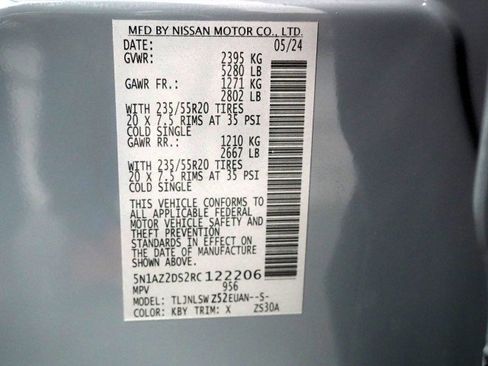 MFD BY NISSAN MOTOR CO., LTD.
DATE: 05/24
GVWR: 2395 KG
5280 LB
GAWR FR.: 1271 KG
2802 LB
WITH 235/55R20 TIRES
20 X 7.5 RIMS AT 35 PSI
COLD SINGLE
GAWR RR.: 1210 KG
2667 LB
WITH 235/55R20 TIRES
20 X 7.5 RIMS AT 35 PSI
COLD SINGLE
THIS VEHICLE CONFORMS TO
ALL APPLICABLE FEDERAL
MOTOR VEHICLE SAFETY AND
THEFT PREVENTION
STANDARDS IN EFFECT ON
THE DATE OF MANUFACTURE
SHOWN ABOVE.
5N1AZ2DS2RC122206
MPV 956
MODEL: TLJNLSWZ52EUAN--S-
COLOR: KBY TRIM: X ZS30A